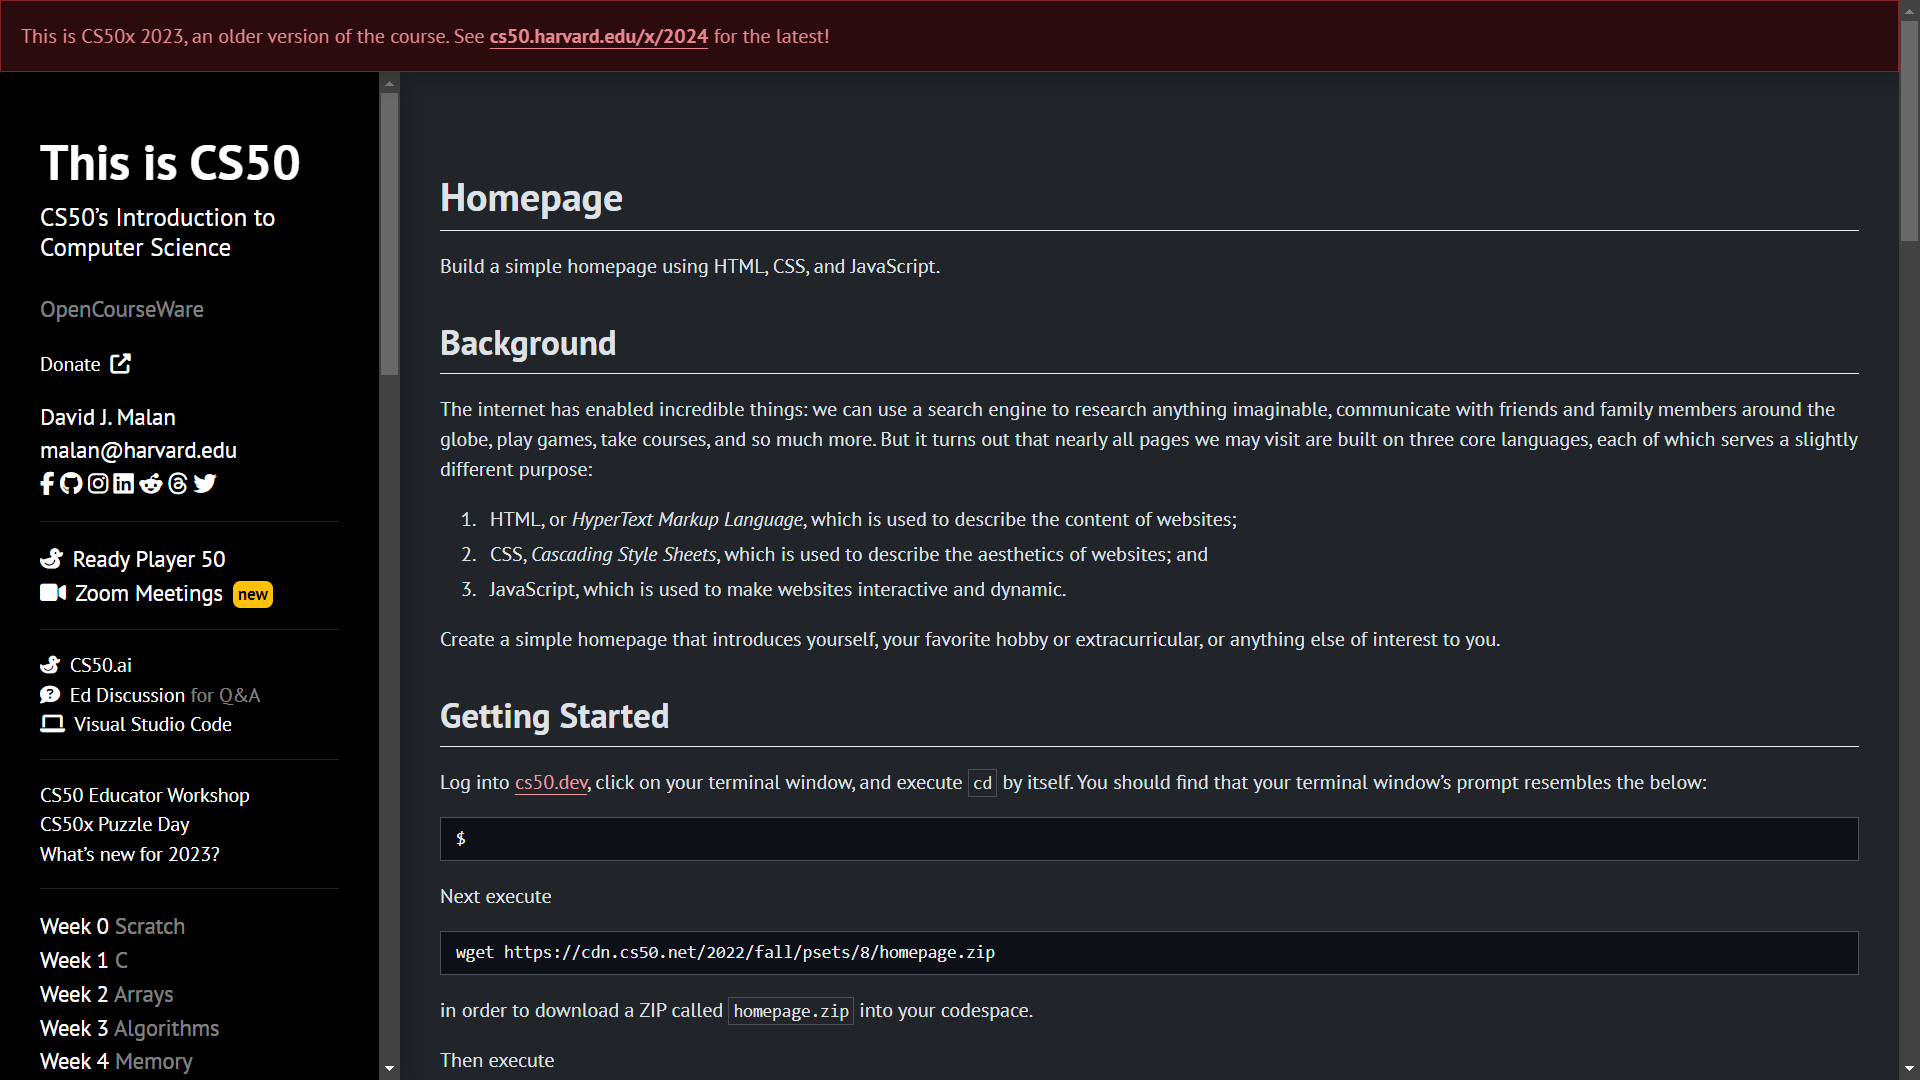 This is CS50x 2023, an older version of the course. See cs50.harvard.edu/x/2024 for the latest!
This is CS50
CS50’s Introduction to
Computer Science
OpenCourseWare
Donate
David J. Malan
malan@harvard.edu
Ready Player 50
Zoom Meetings new
CS50.ai
Ed Discussion for Q&A
Visual Studio Code
CS50 Educator Workshop
CS50x Puzzle Day
What’s new for 2023?
Week 0 Scratch
Week 1 C
Week 2 Arrays
Week 3 Algorithms
Week 4 Memory
Homepage
Build a simple homepage using HTML, CSS, and JavaScript.
Background
The internet has enabled incredible things: we can use a search engine to research anything imaginable, communicate with friends and family members around the
globe, play games, take courses, and so much more. But it turns out that nearly all pages we may visit are built on three core languages, each of which serves a slightly
different purpose:
1. HTML, or HyperText Markup Language, which is used to describe the content of websites;
2. CSS, Cascading Style Sheets, which is used to describe the aesthetics of websites; and
3. JavaScript, which is used to make websites interactive and dynamic.
Create a simple homepage that introduces yourself, your favorite hobby or extracurricular, or anything else of interest to you.
Getting Started
Log into cs50.dev, click on your terminal window, and execute cd by itself. You should find that your terminal window’s prompt resembles the below:
$
Next execute
wget https://cdn.cs50.net/2022/fall/psets/8/homepage.zip
in order to download a ZIP called homepage.zip into your codespace.
Then execute